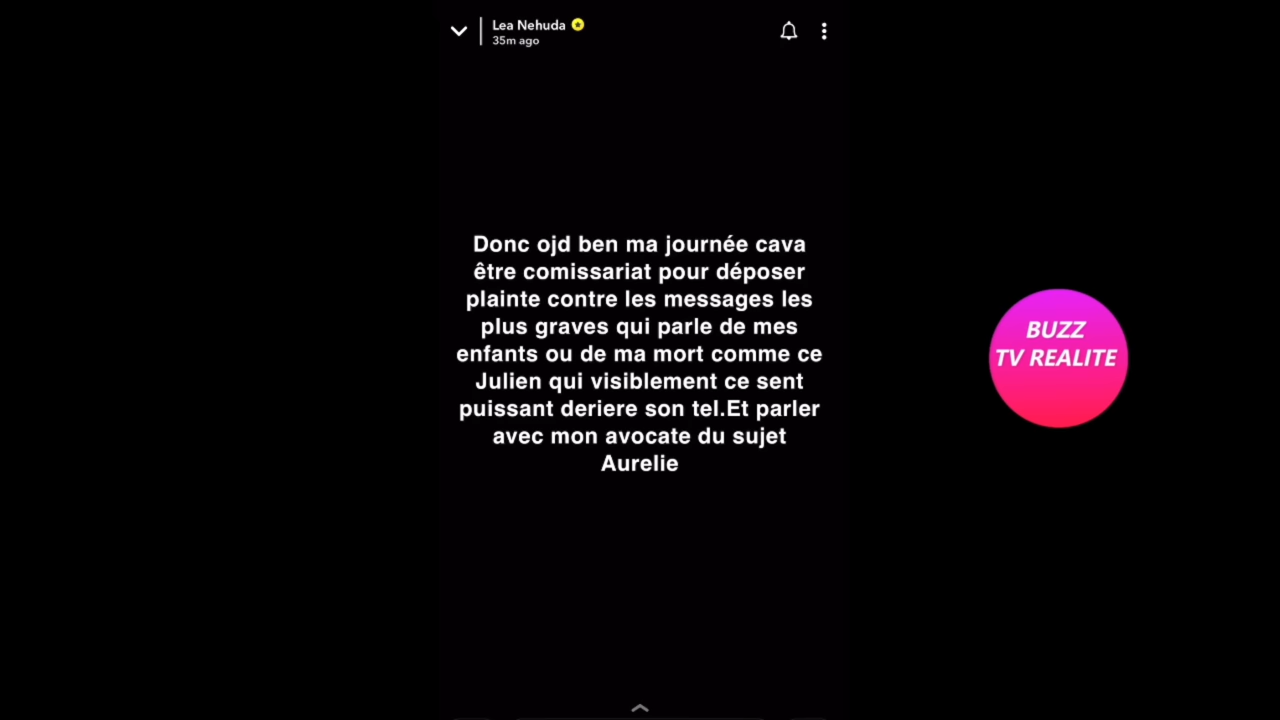 Lea Nehuda
35m ago
Donc ojd ben ma journée cava
être comissariat pour déposer
plainte contre les messages les
plus graves qui parle de mes
enfants ou de ma mort comme ce
Julien qui visiblement ce sent
puissant deriere son tel.Et parler
avec mon avocate du sujet
Aurelie
BUZZ
TV REALITE